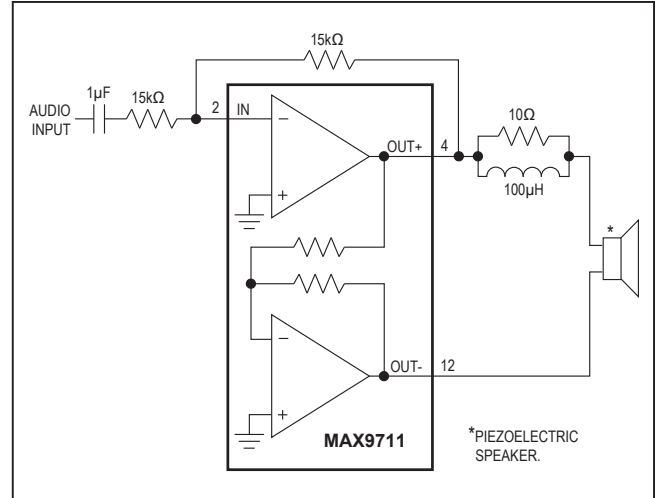 15kΩ
1µF
15kΩ
AUDIO
INPUT
2
IN
−
+
OUT+
4
10Ω
100µH
*
−
+
OUT-
12
MAX9711
*PIEZOELECTRIC
SPEAKER.